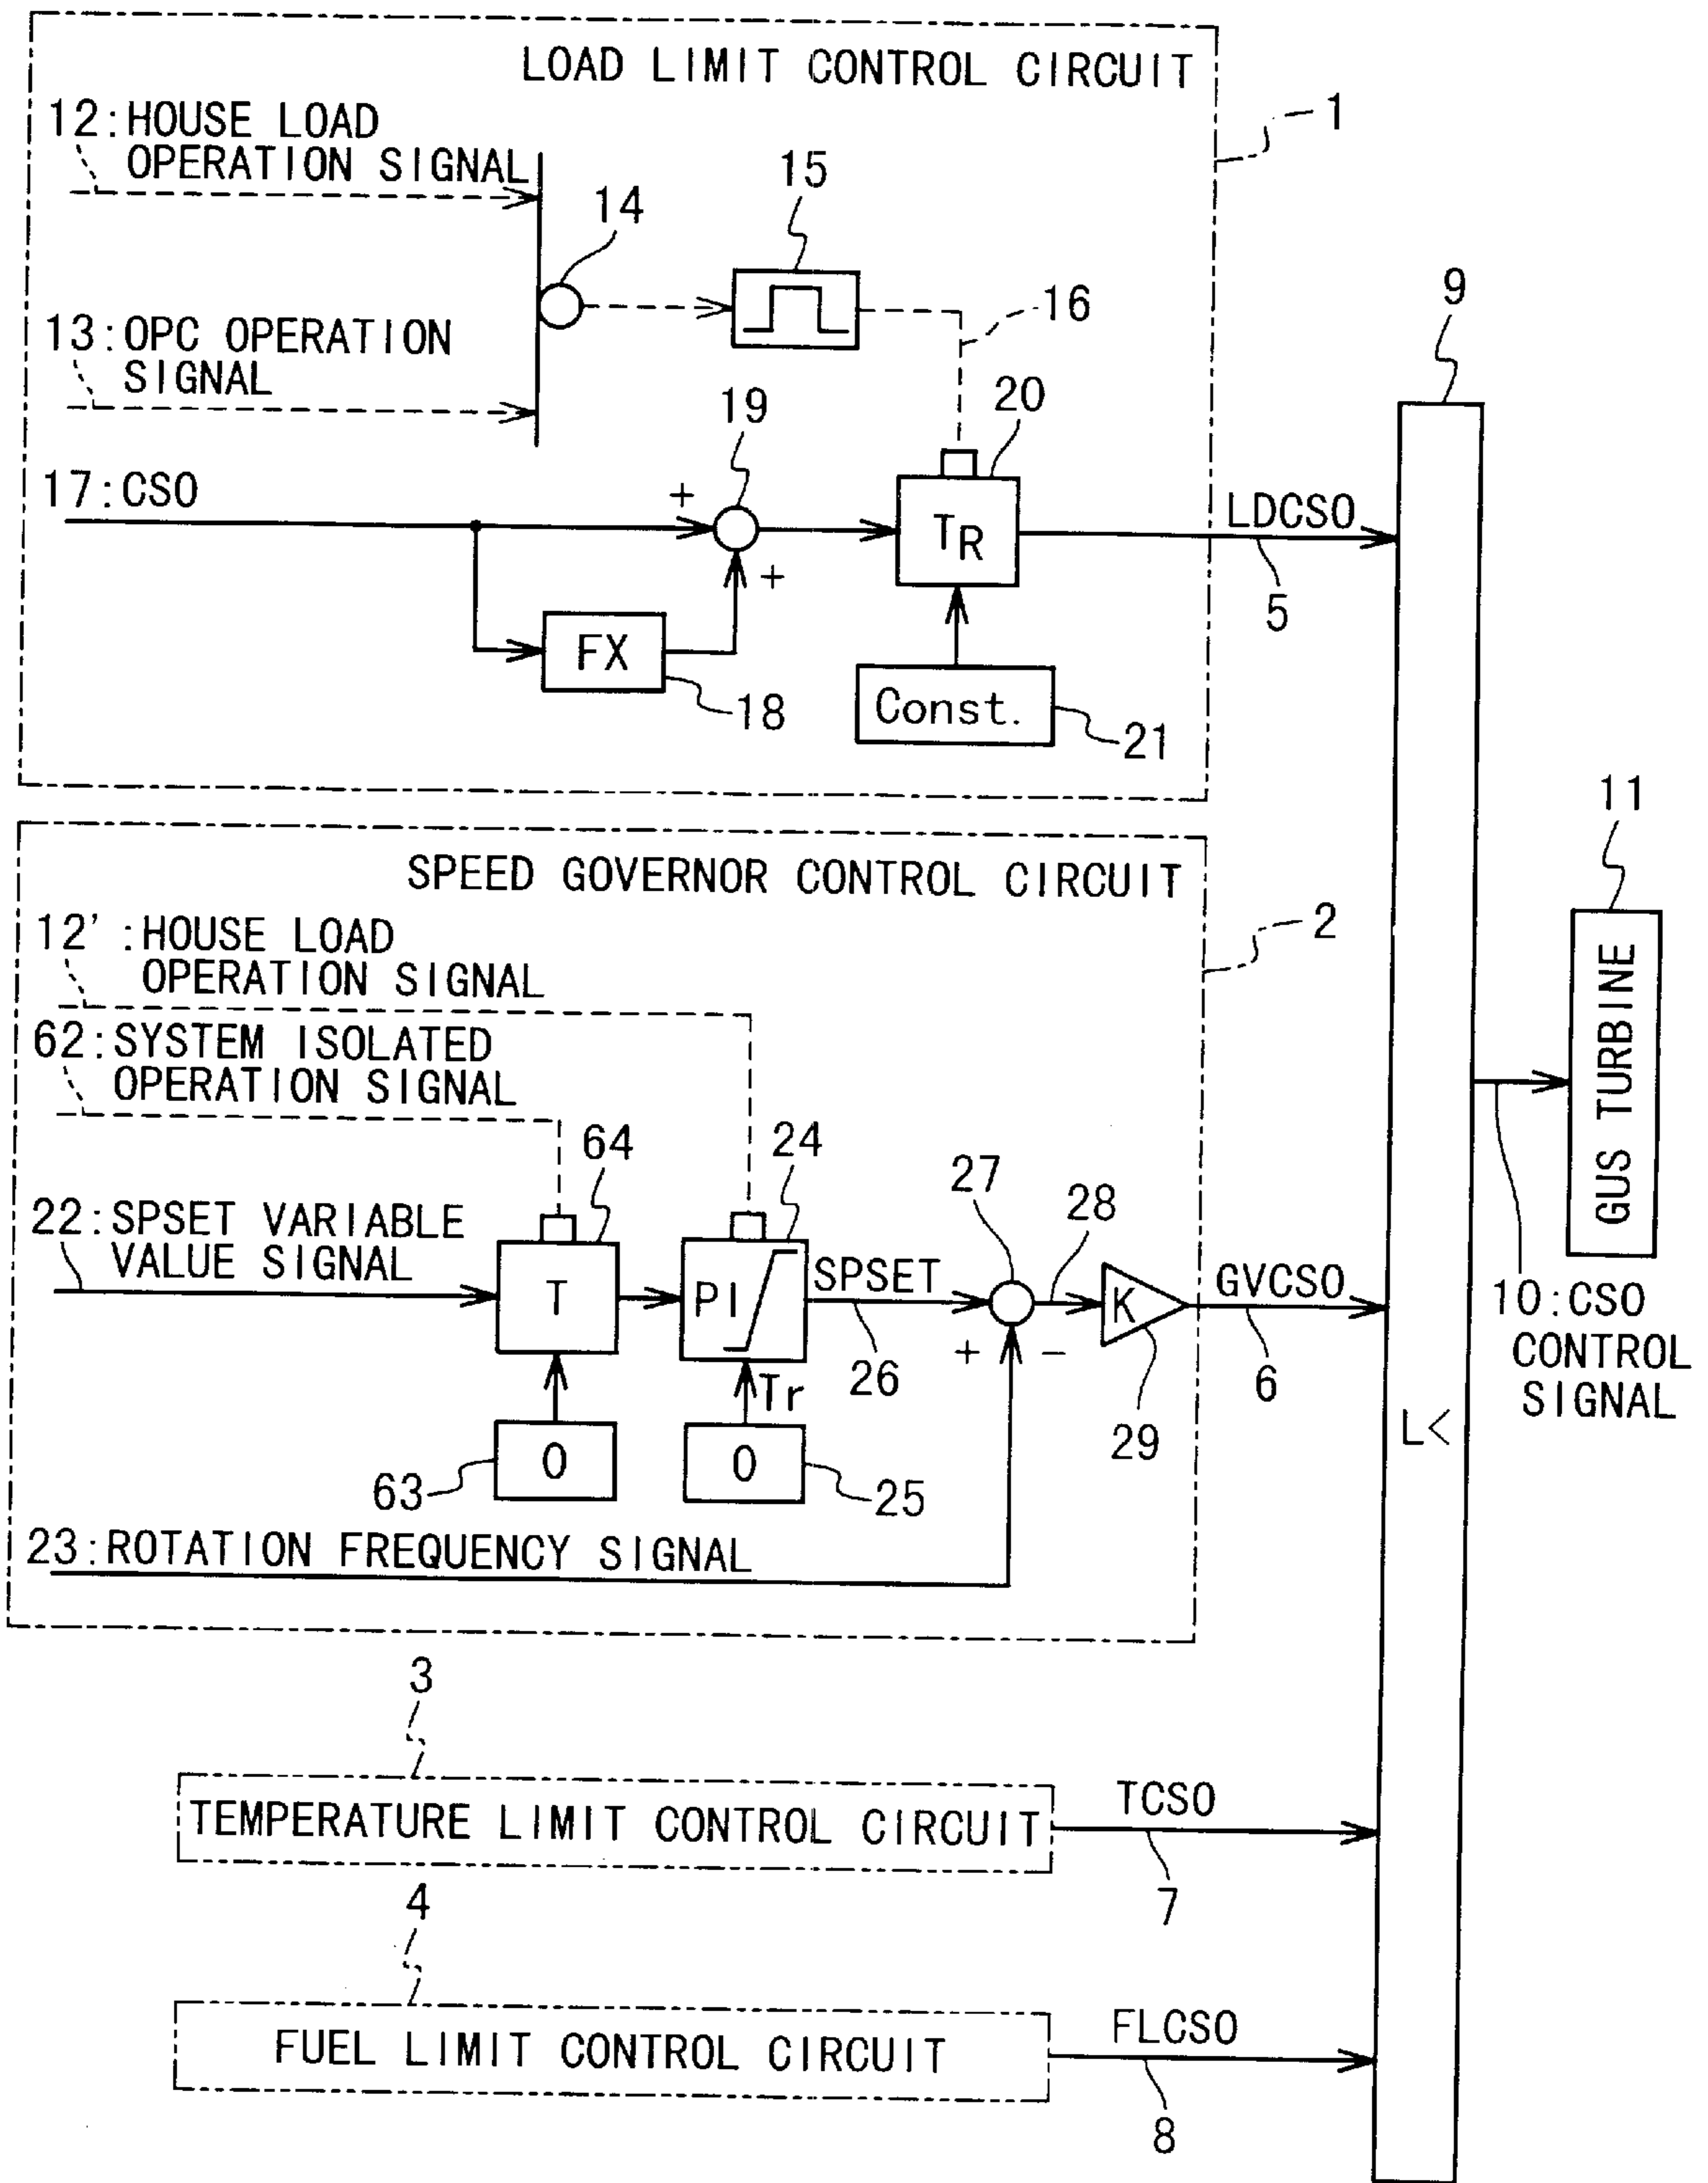 LOAD LIMIT CONTROL CIRCUIT
1
12:HOUSE LOAD
OPERATION SIGNAL
14
15
16
13:OPC OPERATION
SIGNAL
19
20
9
17:CSO
+
+
TR
LDCSO
5
FX
18
Const.
21
11
SPEED GOVERNOR CONTROL CIRCUIT
2
12':HOUSE LOAD
OPERATION SIGNAL
62:SYSTEM ISOLATED
OPERATION SIGNAL
GUS TURBINE
64
24
27
28
22:SPSET VARIABLE
VALUE SIGNAL
T
PI
SPSET
26
+
−
K
29
GVCSO
6
10:CSO
CONTROL
SIGNAL
Tr
L<
0
63
0
25
23:ROTATION FREQUENCY SIGNAL
3
TEMPERATURE LIMIT CONTROL CIRCUIT
TCSO
7
4
FUEL LIMIT CONTROL CIRCUIT
FLCSO
8